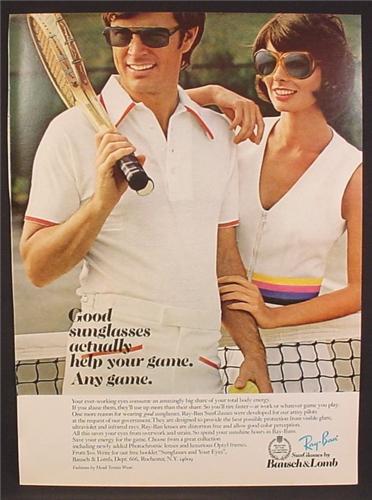 Good
sunglasses
actually
help your game.
Any game.
Your ever-working eyes consume an amazingly big share of your total body energy.
If you abuse them, they'll use up more than their share. So you'll tire faster—at work or whatever game you play.
One more reason for wearing good sunglasses. Ray-Ban Sun Glasses were developed for our army pilots
at the request of our government. They are designed to provide the best possible protection from visible glare,
ultraviolet and infrared rays. Ray-Ban lenses are distortion free and allow good color perception.
All this saves your eyes from overwork and strain. So spend your sunshine hours in Ray-Ban.
Save your energy for the game. Choose from a great collection
including newly added Photochromic lenses and luxurious Optyl frames.
From Write for our free booklet "Sunglasses and Your Eyes",
Bausch & Lomb, Dept. 666, Rochester, N.Y. 14602
Fashions by Head Tennis Wear
Ray-Ban
Sun Glasses by
Bausch & Lomb